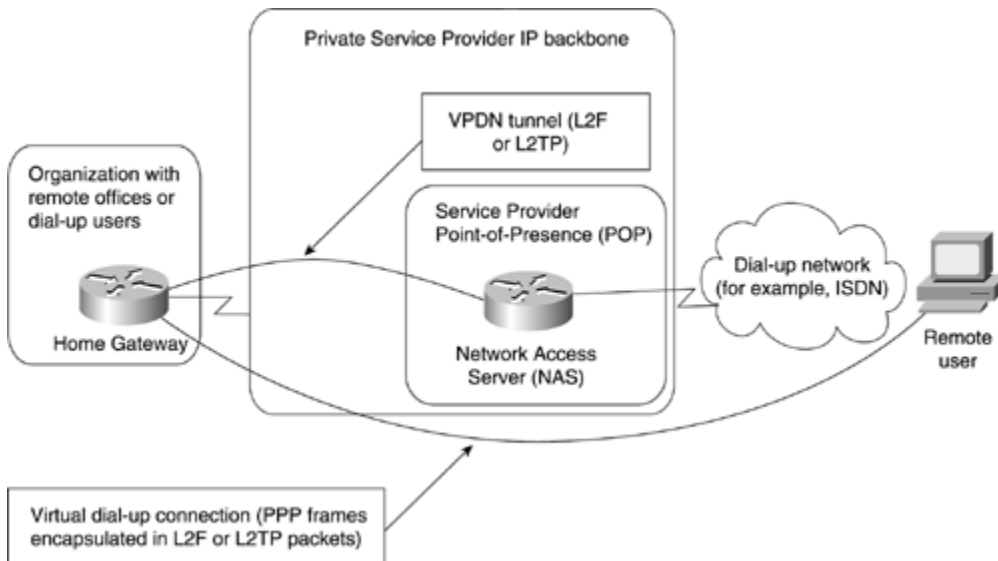 Private Service Provider IP backbone
VPDN tunnel (L2F
or L2TP)
Organization with
remote offices or
dial-up users
Service Provider
Point-of-Presence (POP)
Dial-up network
(for example, ISDN)
Home Gateway
Network Access
Server (NAS)
Remote
user
Virtual dial-up connection (PPP frames
encapsulated in L2F or L2TP packets)